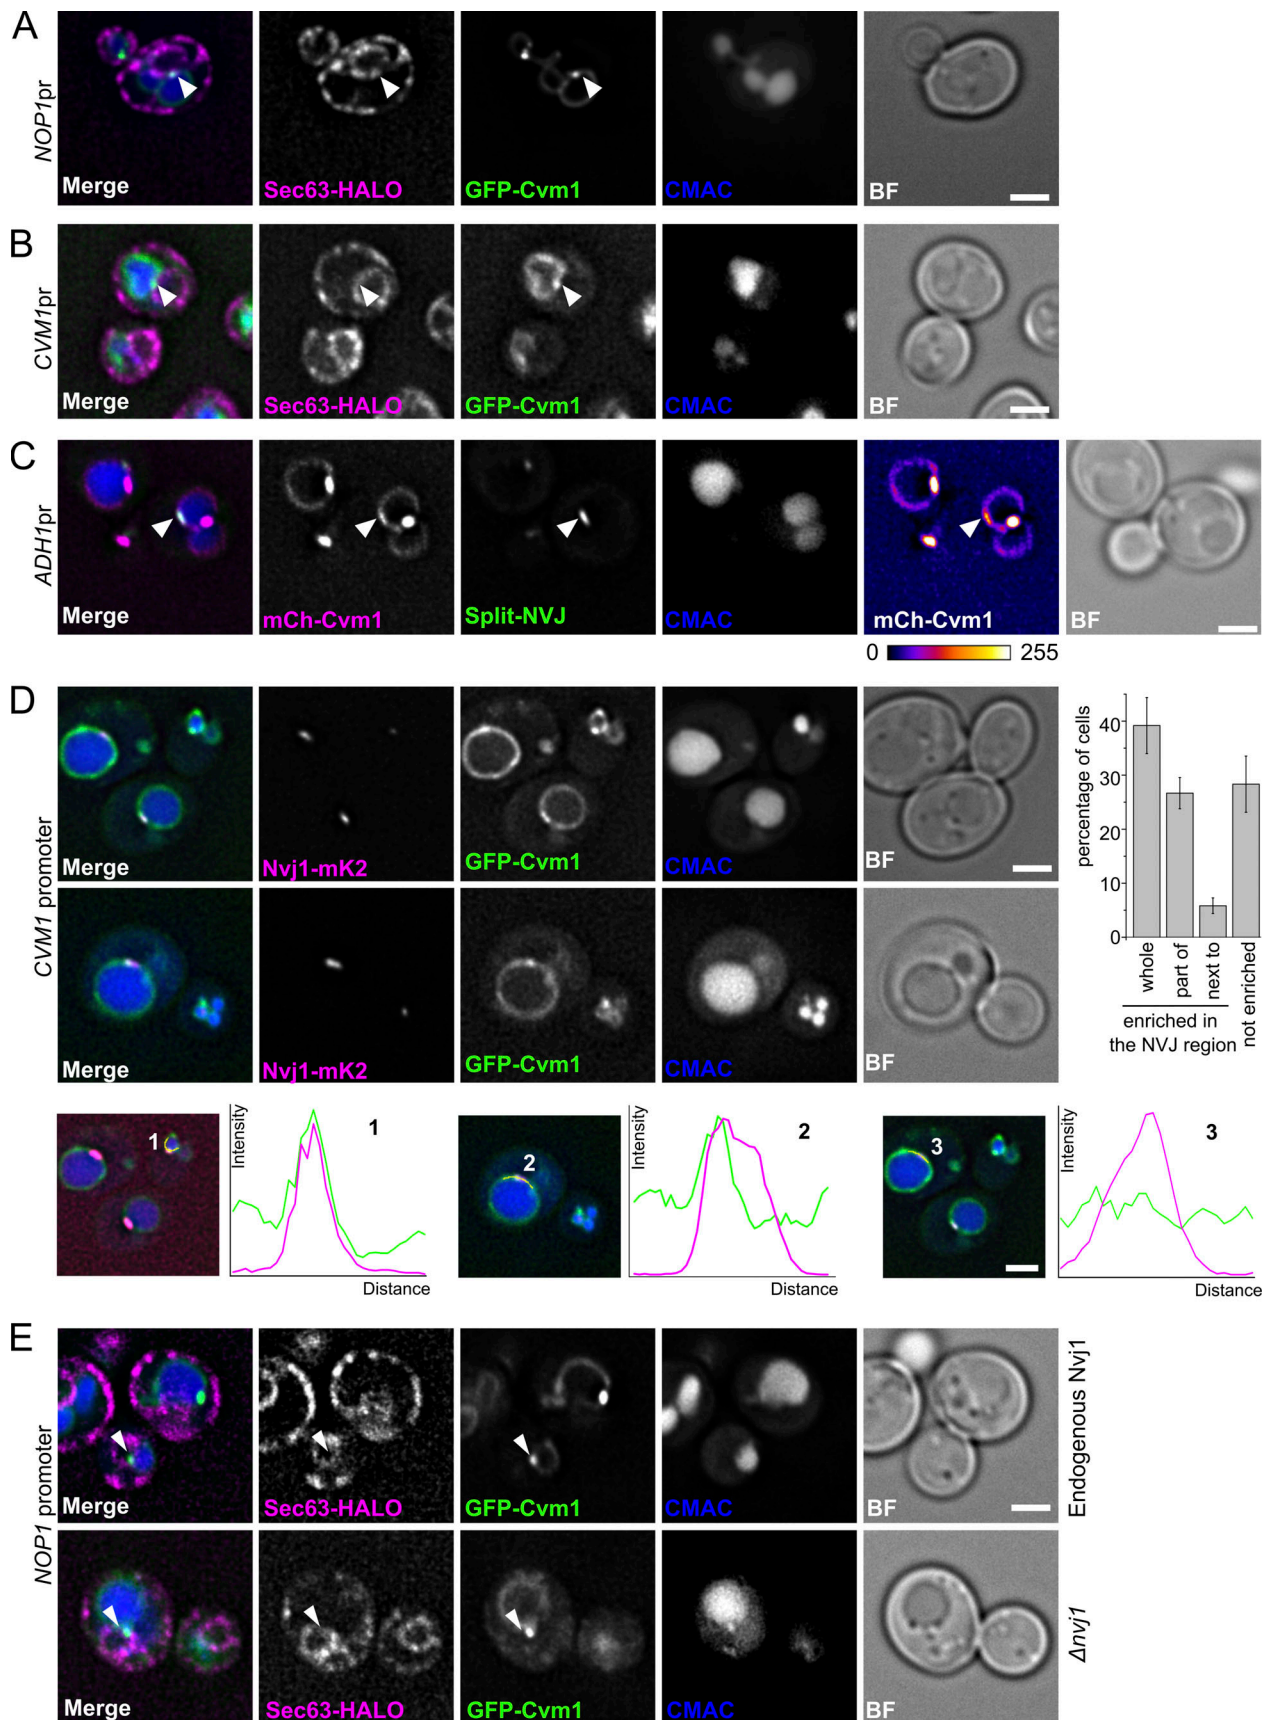 A
NOP1pr
Merge
Sec63-HALO
GFP-Cvm1
CMAC
BF
B
CVM1pr
Merge
Sec63-HALO
GFP-Cvm1
CMAC
BF
C
ADH1pr
Merge
mCh-Cvm1
Split-NVJ
CMAC
mCh-Cvm1
BF
0 255
D
CVM1 promoter
Merge
Nvj1-mK2
GFP-Cvm1
CMAC
BF
Merge
Nvj1-mK2
GFP-Cvm1
CMAC
BF
percentage of cells
40
30
20
10
0
whole
part of
next to
not enriched
enriched in
the NVJ region
1
Intensity
1
Distance
2
Intensity
2
Distance
3
Intensity
3
Distance
E
NOP1 promoter
Merge
Sec63-HALO
GFP-Cvm1
CMAC
BF
Endogenous Nvj1
Merge
Sec63-HALO
GFP-Cvm1
CMAC
BF
Δnvj1